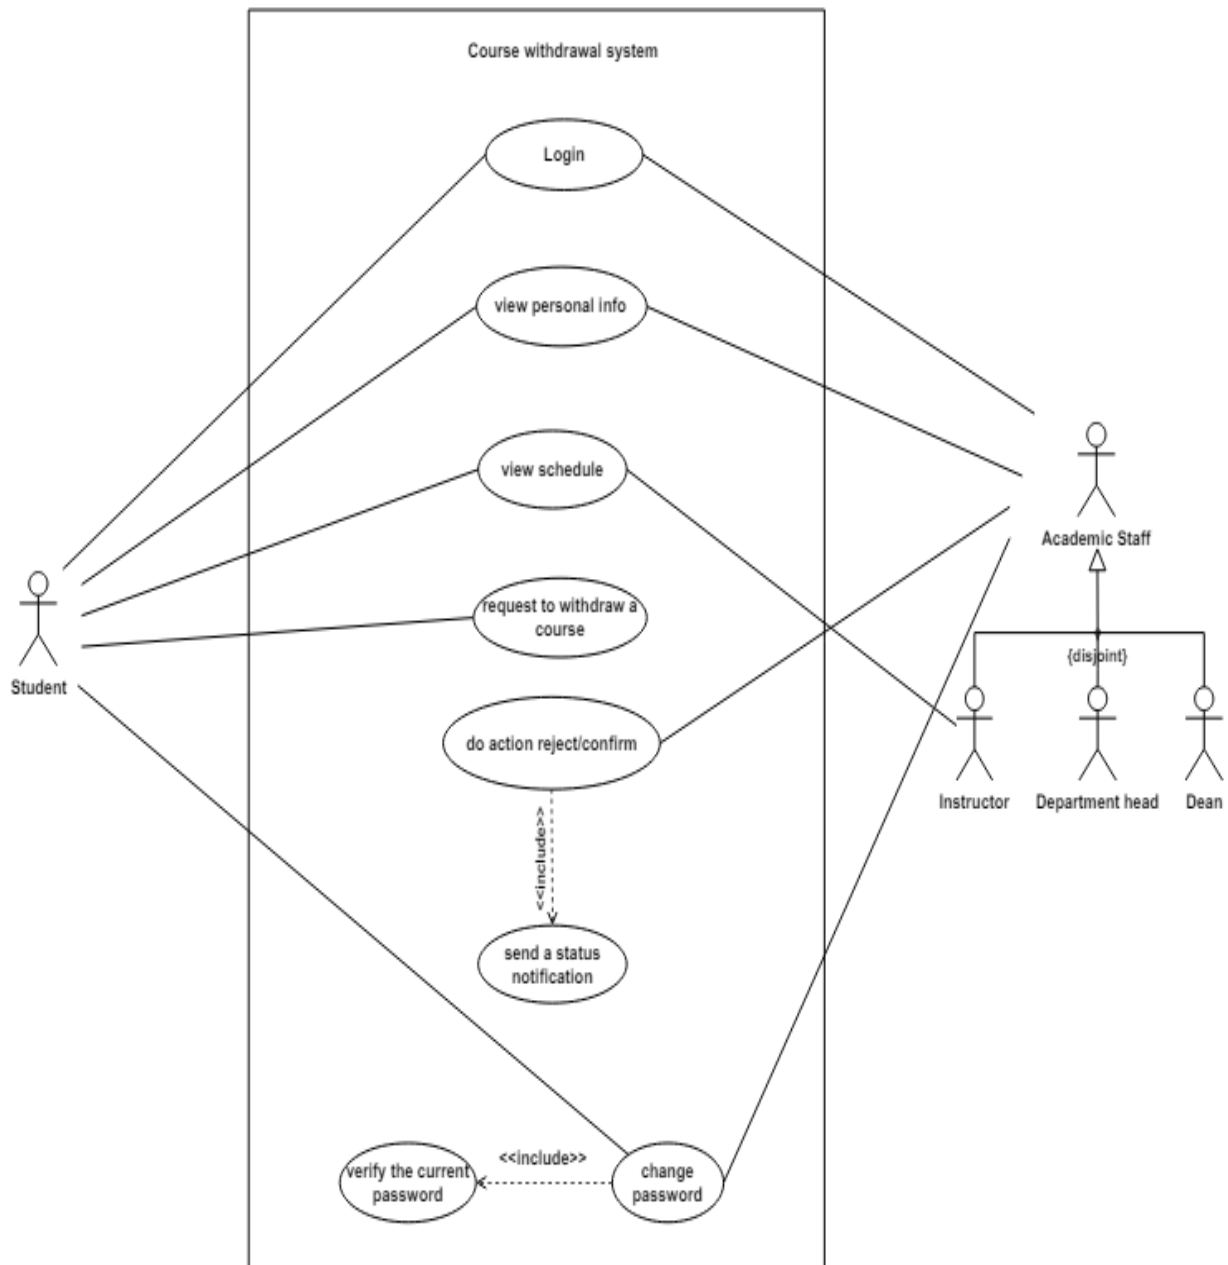 Course withdrawal system
Login
view personal info
view schedule
request to withdraw a
course
do action reject/confirm
<<include>>
send a status
notification
verify the current
password
<<include>>
change
password
Student
Academic Staff
{disjoint}
Instructor
Department head
Dean